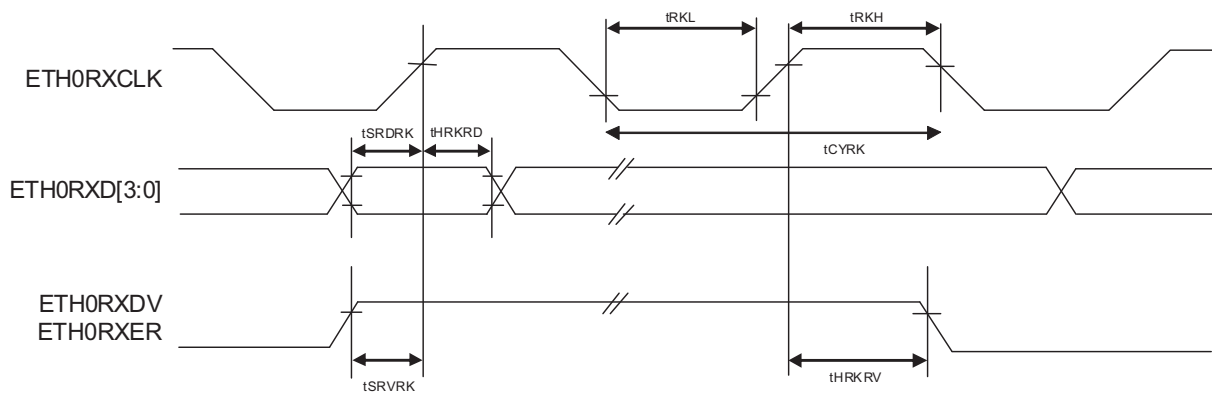 tRKL
tRKH
ETH0RXCLK
tSRDRK
tHRKRD
tCYRK
ETH0RXD[3:0]
ETH0RXDV
ETH0RXER
tSRVRK
tHRKRV